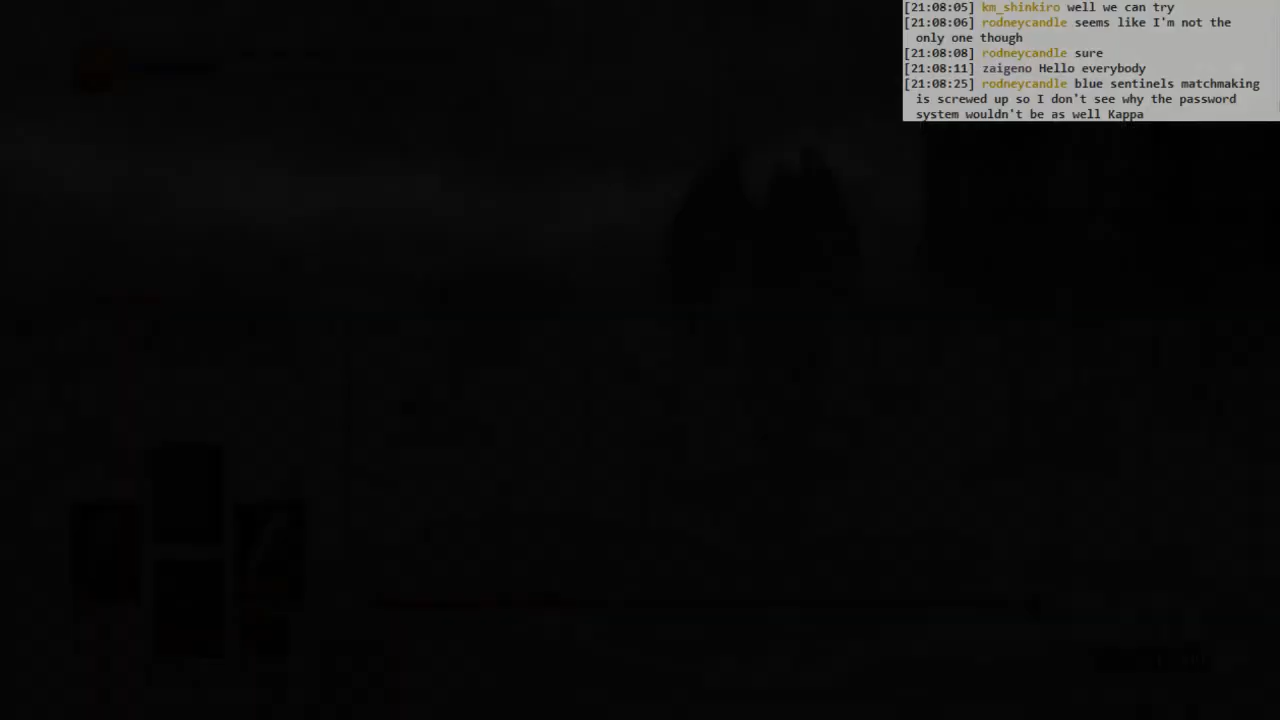 [21:08:05] km_shinkiro well we can try
[21:08:06] rodneycandle seems like I'm not the
only one though
[21:08:08] rodneycandle sure
[21:08:11] zaigeno Hello everybody
[21:08:25] rodneycandle blue sentinels matchmaking
is screwed up so I don't see why the password
system wouldn't be as well Kappa